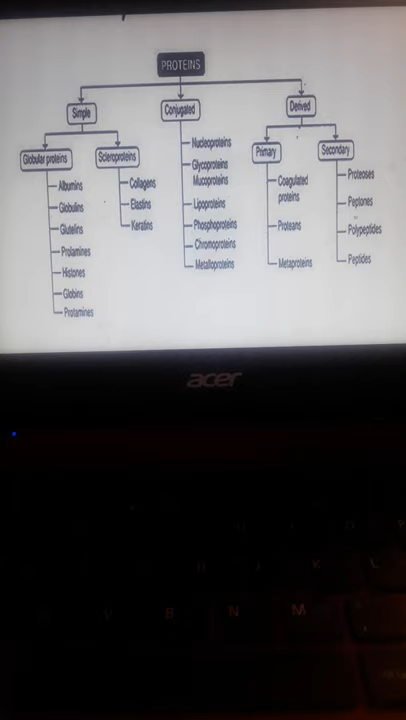 PROTEINS
Simple
Conjugated
Derived
Globular proteins
Scleroproteins
Primary
Secondary
Albumins
Globulins
Glutelins
Prolamines
Histones
Globins
Protamines
Collagens
Elastins
Keratins
Nucleoproteins
Glycoproteins
Mucoproteins
Lipoproteins
Phosphoproteins
Chromoproteins
Metalloproteins
Coagulated
proteins
Proteans
Metaproteins
Proteoses
Peptones
Polypeptides
Peptides
acer
K L
V B N M